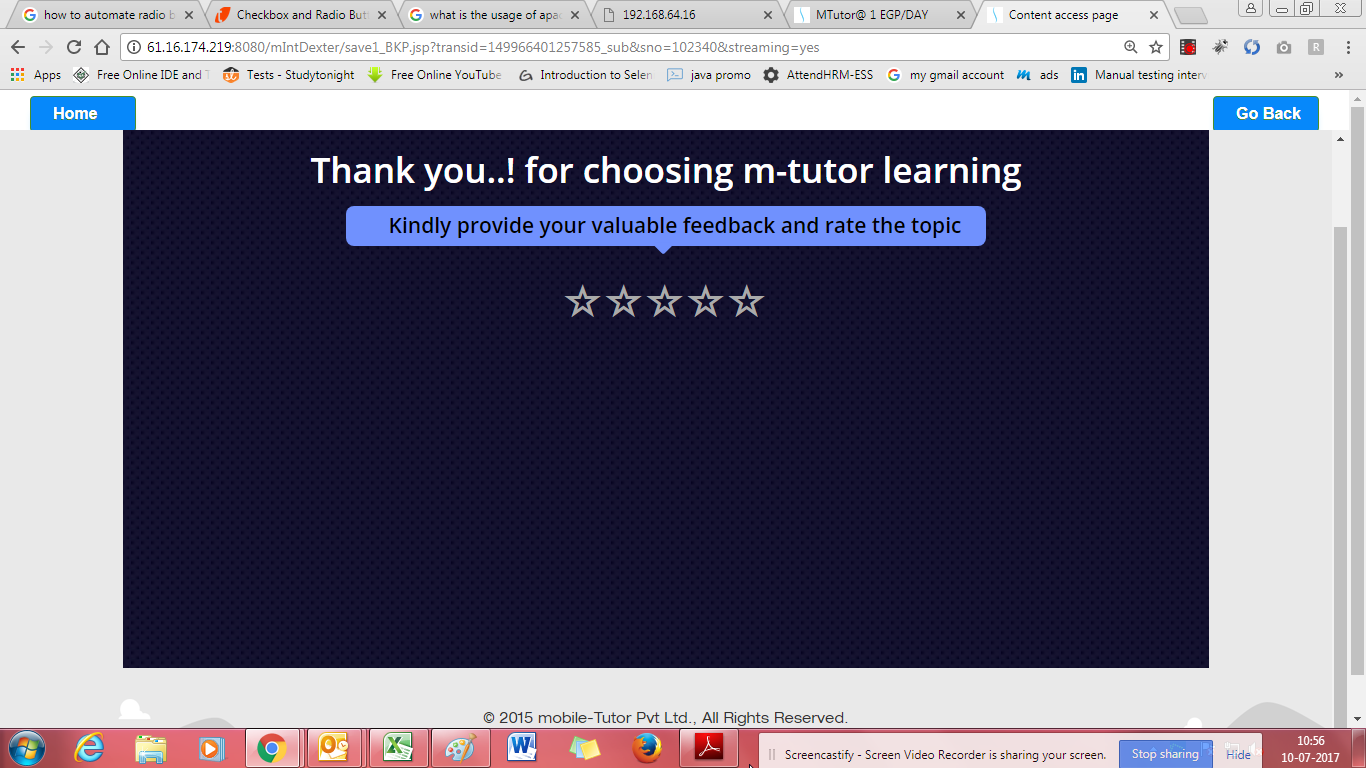 how to automate radio b
Checkbox and Radio But
what is the usage of apac
192.168.64.16
MTutor@ 1 EGP/DAY
Content access page
61.16.174.219:8080/mIntDexter/save1_BKP.jsp?transid=149966401257585_sub&sno=102340&streaming=yes
Apps
Free Online IDE and T
Tests - Studytonight
Free Online YouTube
Introduction to Selen
java promo
AttendHRM-ESS
my gmail account
ads
Manual testing interv
»
Home
Go Back
Thank you..! for choosing m-tutor learning
Kindly provide your valuable feedback and rate the topic
© 2015 mobile-Tutor Pvt Ltd., All Rights Reserved.
Screencastify - Screen Video Recorder is sharing your screen.
Stop sharing
Hide
10:56
10-07-2017